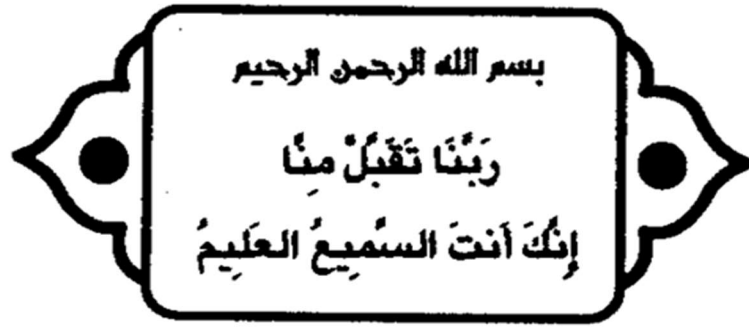 بسم الله الرحمن الرحيم
رَبَّنَا تَقَبَّلْ مِنَّا
إِنَّكَ أَنتَ السَّمِيعُ العَلِيمُ